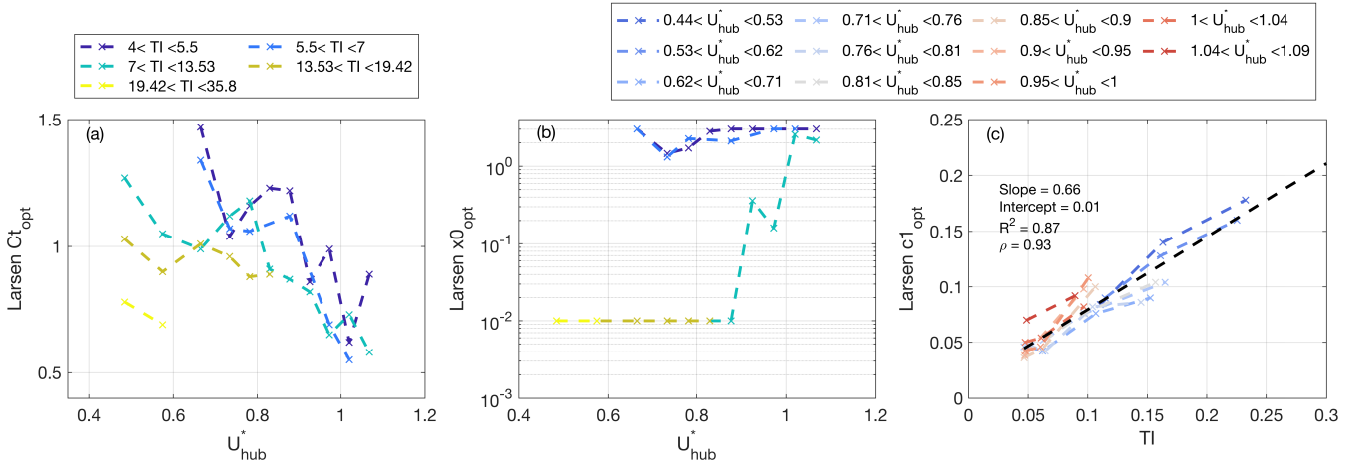 4< TI <5.5
5.5< TI <7
7< TI <13.53
13.53< TI <19.42
19.42< TI <35.8
0.44< U*hub <0.53
0.71< U*hub <0.76
0.85< U*hub <0.9
1< U*hub <1.04
0.53< U*hub <0.62
0.76< U*hub <0.81
0.9< U*hub <0.95
1.04< U*hub <1.09
0.62< U*hub <0.71
0.81< U*hub <0.85
0.95< U*hub <1
(a)
1.5
1
0.5
Larsen Ctopt
0.4
0.6
0.8
1
1.2
U*hub
(b)
10^0
10^-1
10^-2
10^-3
Larsen x0opt
0.4
0.6
0.8
1
1.2
U*hub
(c)
Slope = 0.66
Intercept = 0.01
R² = 0.87
ρ = 0.93
0.25
0.2
0.15
0.1
0.05
0
Larsen c1opt
0
0.05
0.1
0.15
0.2
0.25
0.3
TI